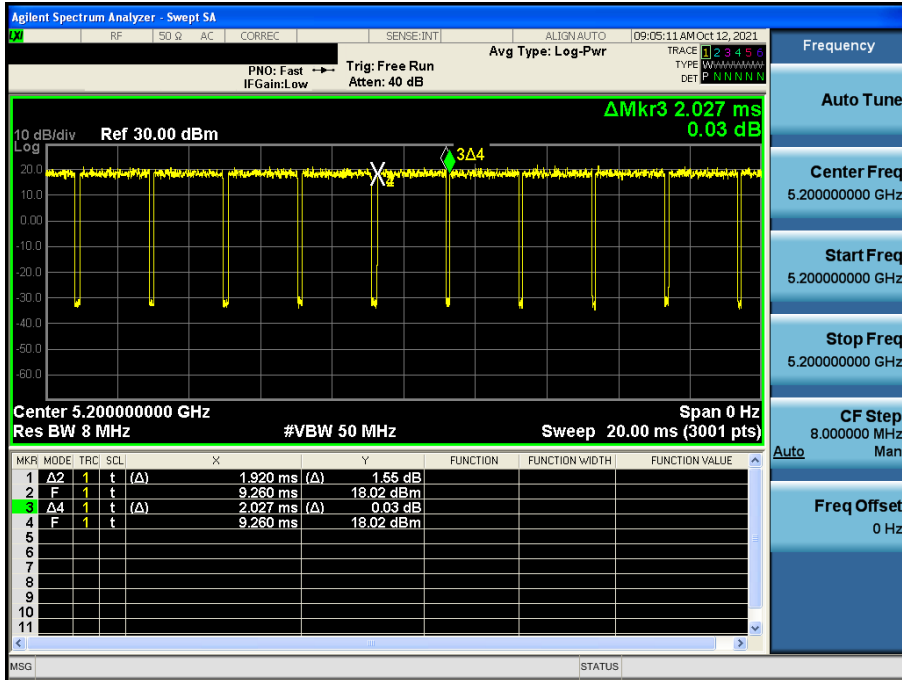 Agilent Spectrum Analyzer - Swept SA
LXI RF 50 Ω AC CORREC SENSE:INT ALIGN AUTO 09:05:11 AM Oct 12, 2021
Frequency
Avg Type: Log-Pwr TRACE 1 2 3 4 5 6
PNO: Fast Trig: Free Run TYPE WWWWWWW
IFGain:Low Atten: 40 dB DET P N N N N N
Auto Tune
ΔMkr3 2.027 ms
10 dB/div Ref 30.00 dBm 0.03 dB
Log
3Δ4
20.0
10.0
0.00
-10.0
-20.0
-30.0
-40.0
-50.0
-60.0
Center 5.200000000 GHz Span 0 Hz
Res BW 8 MHz #VBW 50 MHz Sweep 20.00 ms (3001 pts)
Center Freq
5.200000000 GHz
Start Freq
5.200000000 GHz
Stop Freq
5.200000000 GHz
CF Step
8.000000 MHz
Auto Man
Freq Offset
0 Hz
MKR MODE TRC SCL X Y FUNCTION FUNCTION WIDTH FUNCTION VALUE
1 Δ2 1 t (Δ) 1.920 ms (Δ) 1.55 dB
2 F 1 t 9.260 ms 18.02 dBm
3 Δ4 1 t (Δ) 2.027 ms (Δ) 0.03 dB
4 F 1 t 9.260 ms 18.02 dBm
5
6
7
8
9
10
11
MSG STATUS